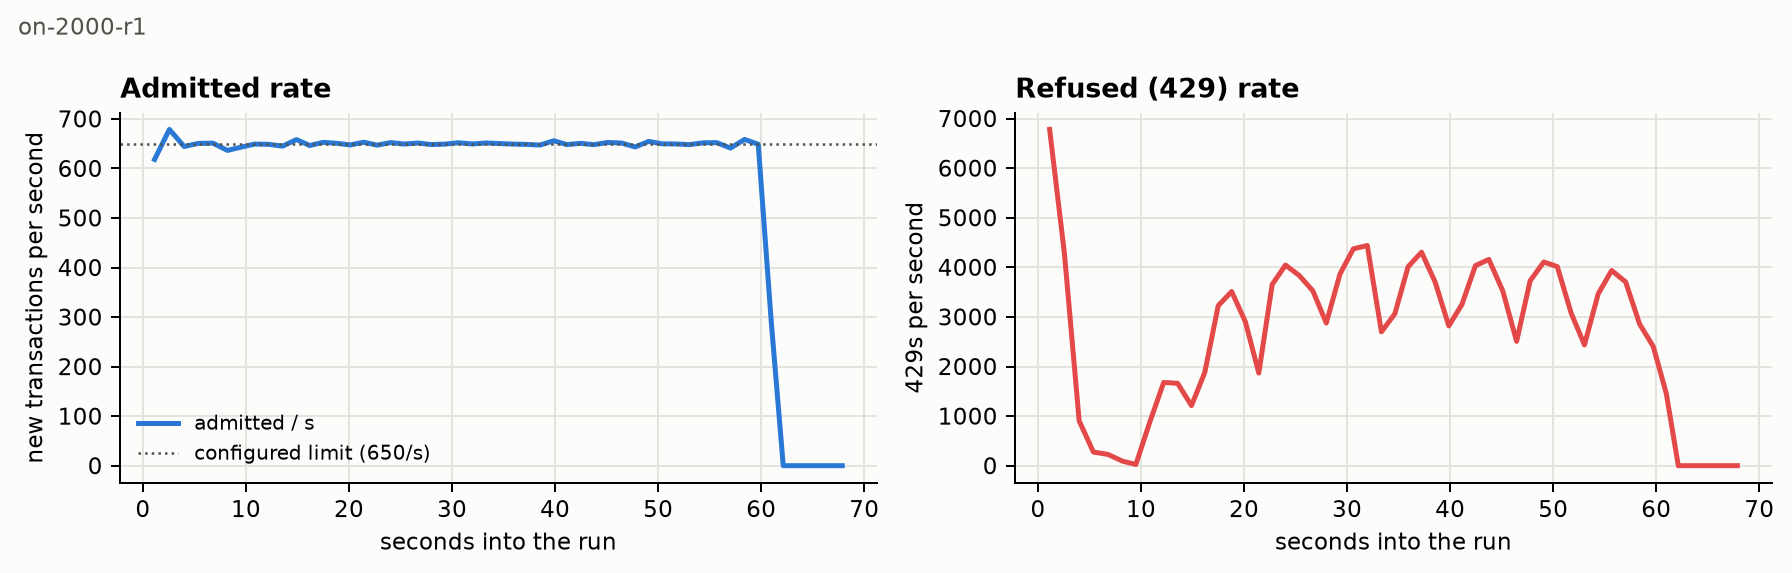 on-2000-r1
Admitted rate
new transactions per second
700
600
500
400
300
200
100
0
admitted / s
configured limit (650/s)
0 10 20 30 40 50 60 70
seconds into the run
Refused (429) rate
429s per second
7000
6000
5000
4000
3000
2000
1000
0
0 10 20 30 40 50 60 70
seconds into the run